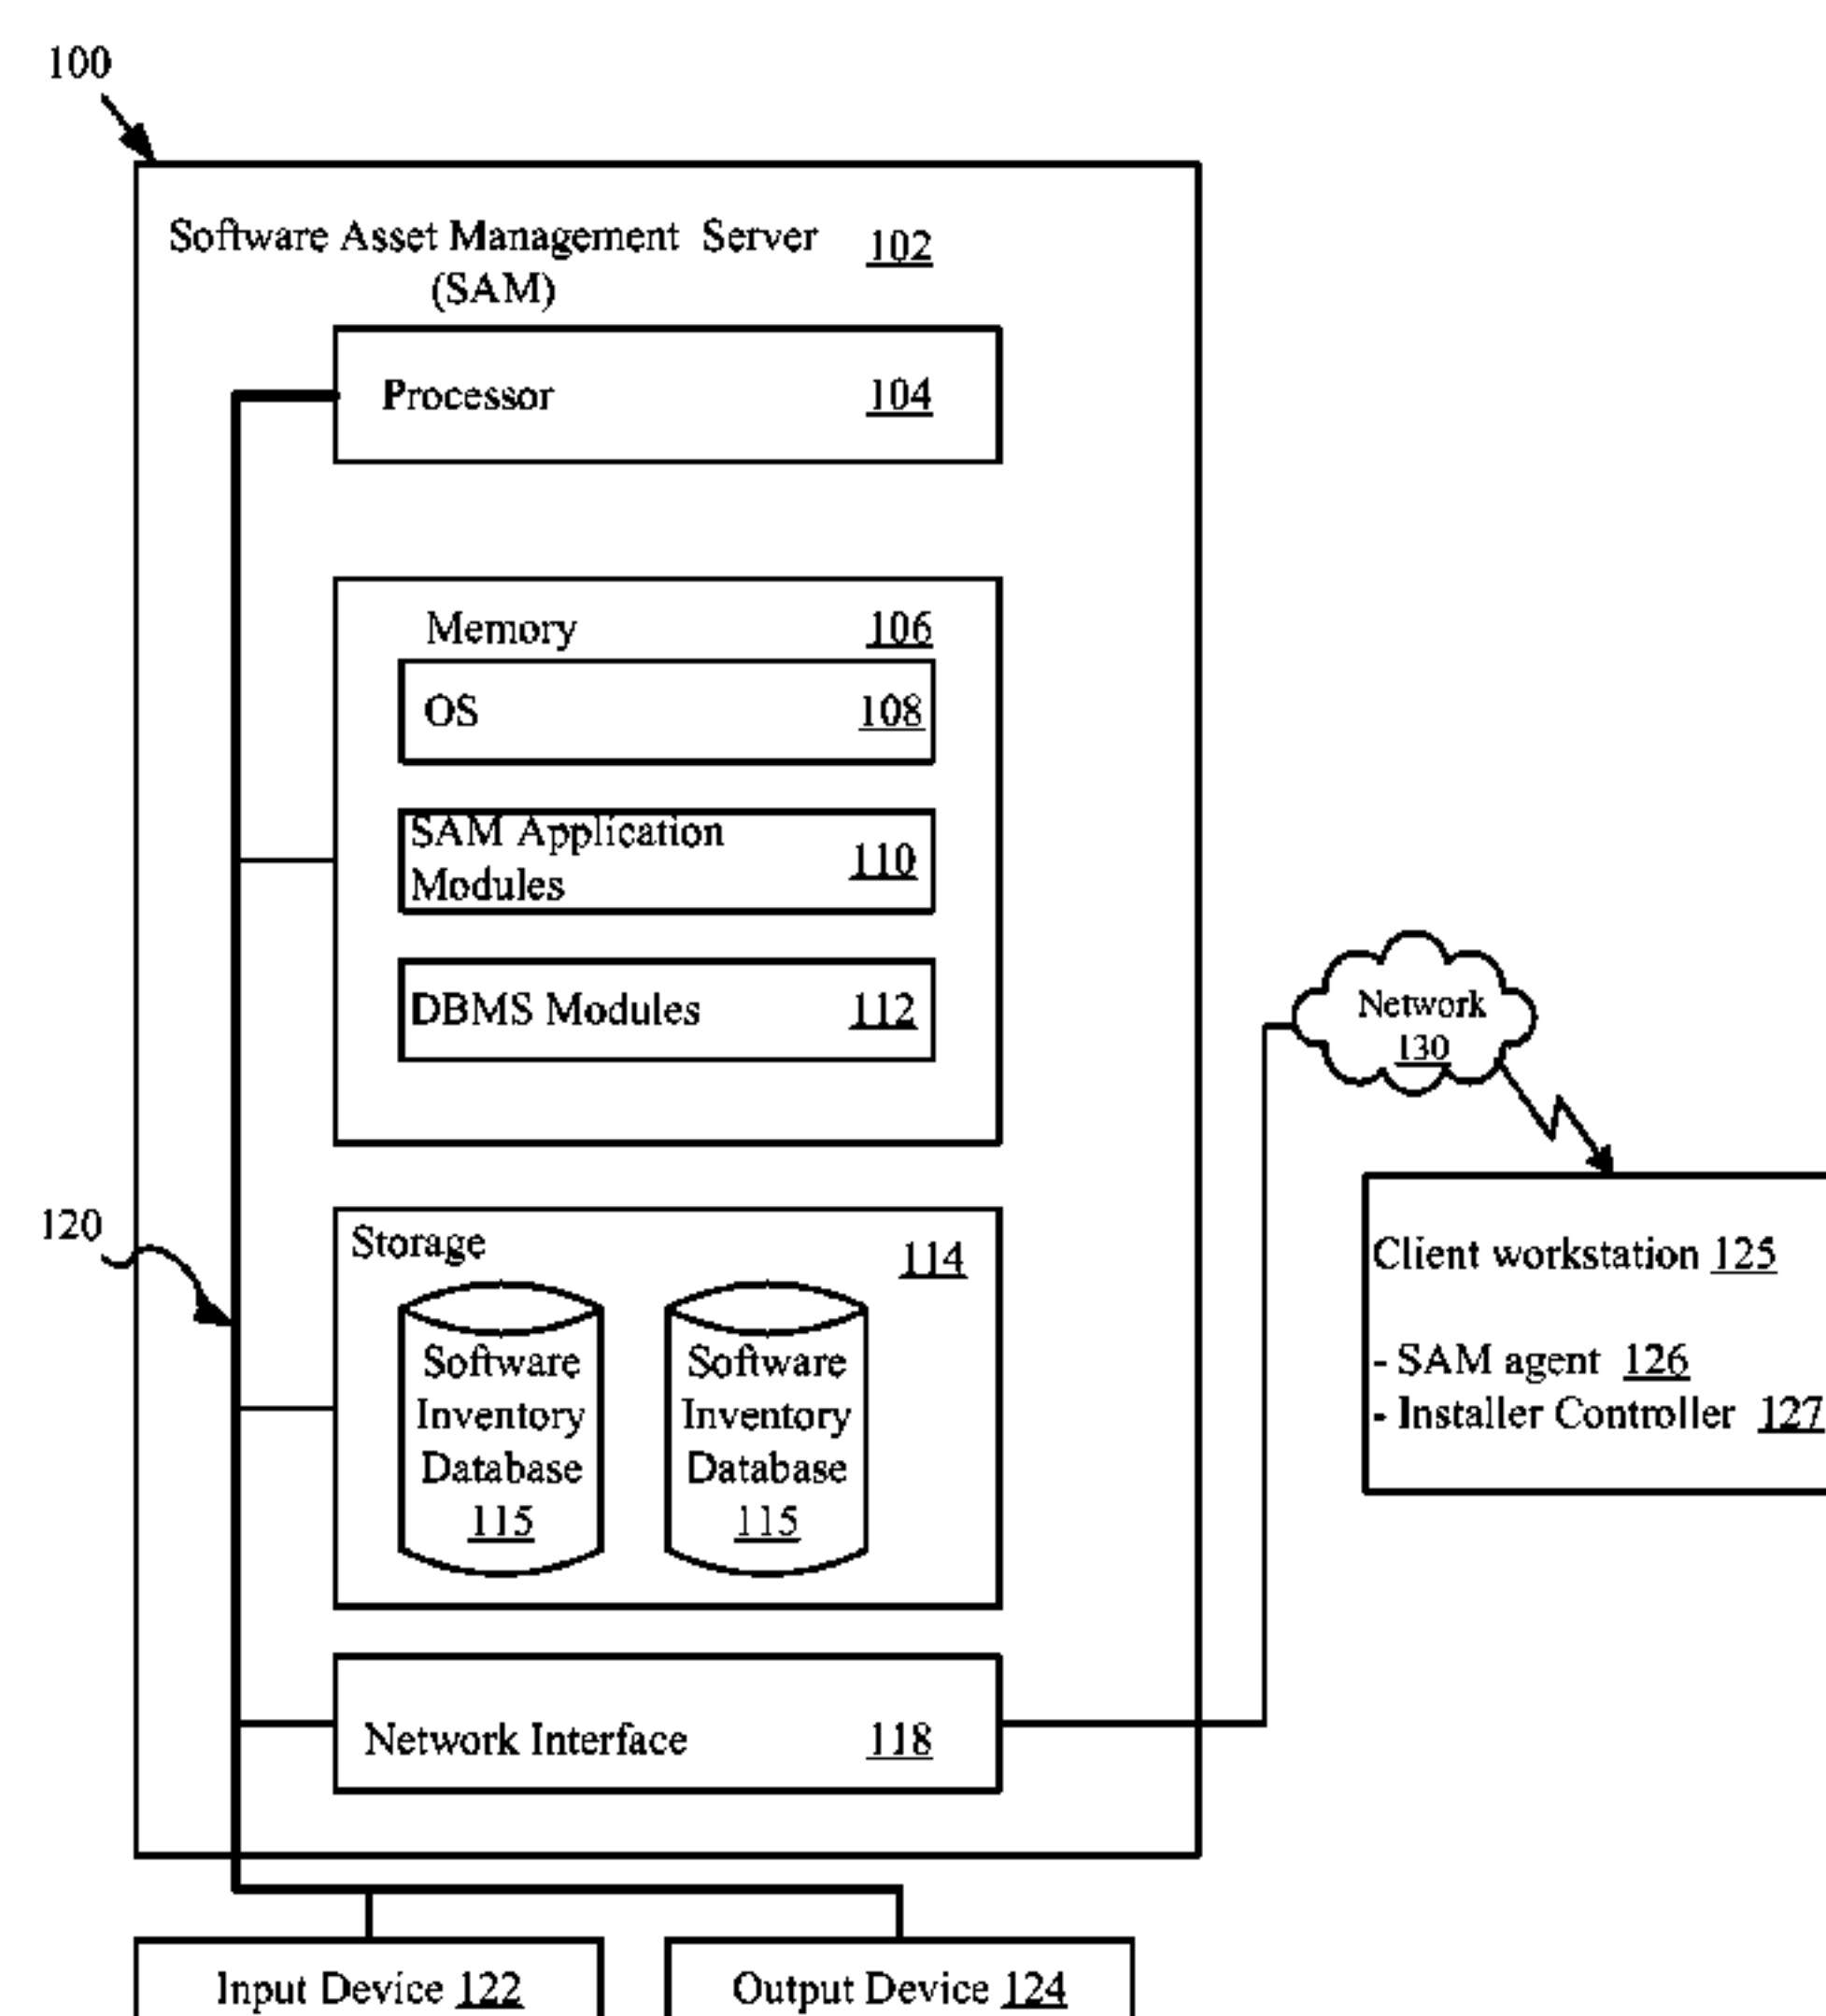 100
Software Asset Management Server 102
(SAM)
Processor 104
Memory 106
OS 108
SAM Application
Modules 110
DBMS Modules 112
Network
130
120
Storage 114
Software
Inventory
Database
115
Software
Inventory
Database
115
Client workstation 125
- SAM agent 126
- Installer Controller 127
Network Interface 118
Input Device 122
Output Device 124